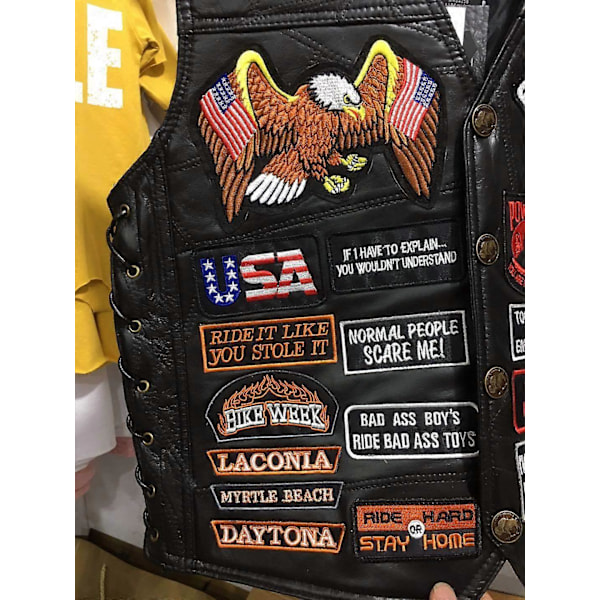 LE
USA
IF I HAVE TO EXPLAIN...
YOU WOULDN'T UNDERSTAND
RIDE IT LIKE
YOU STOLE IT
NORMAL PEOPLE
SCARE ME!
BIKE WEEK
BAD ASS BOY'S
RIDE BAD ASS TOYS
LACONIA
MYRTLE BEACH
DAYTONA
RIDE HARD
OR
STAY HOME